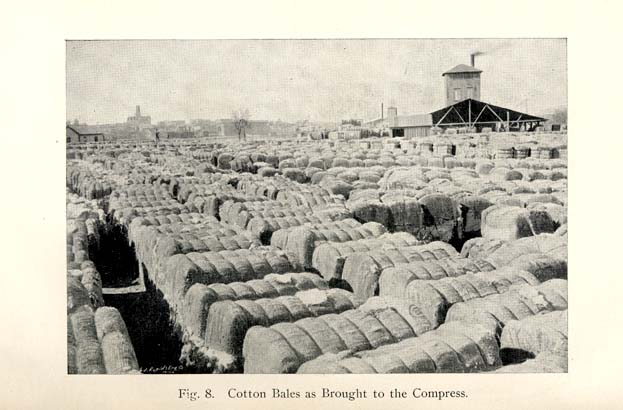 Fig. 8. Cotton Bales as Brought to the Compress.